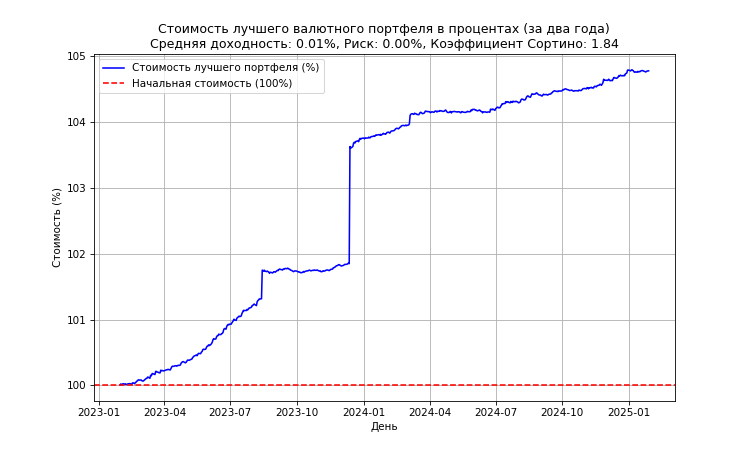 Стоимость лучшего валютного портфеля в процентах (за два года)
Средняя доходность: 0.01%, Риск: 0.00%, Коэффициент Сортино: 1.84
Стоимость лучшего портфеля (%)
Начальная стоимость (100%)
Стоимость (%)
105
104
103
102
101
100
2023-01 2023-04 2023-07 2023-10 2024-01 2024-04 2024-07 2024-10 2025-01
День